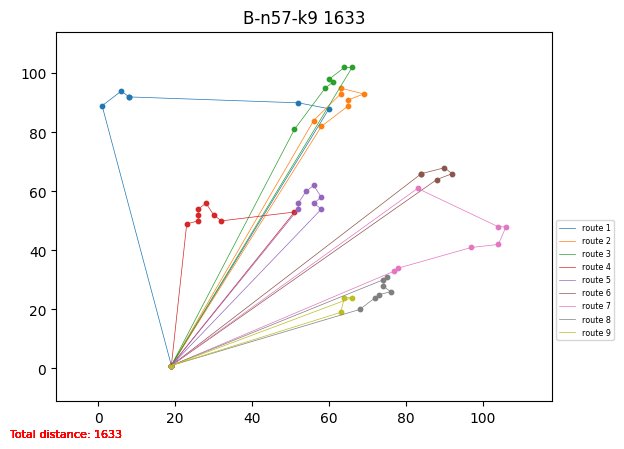 B-n57-k9 1633
100
80
60
40
20
0
0 20 40 60 80 100
route 1
route 2
route 3
route 4
route 5
route 6
route 7
route 8
route 9
Total distance: 1633